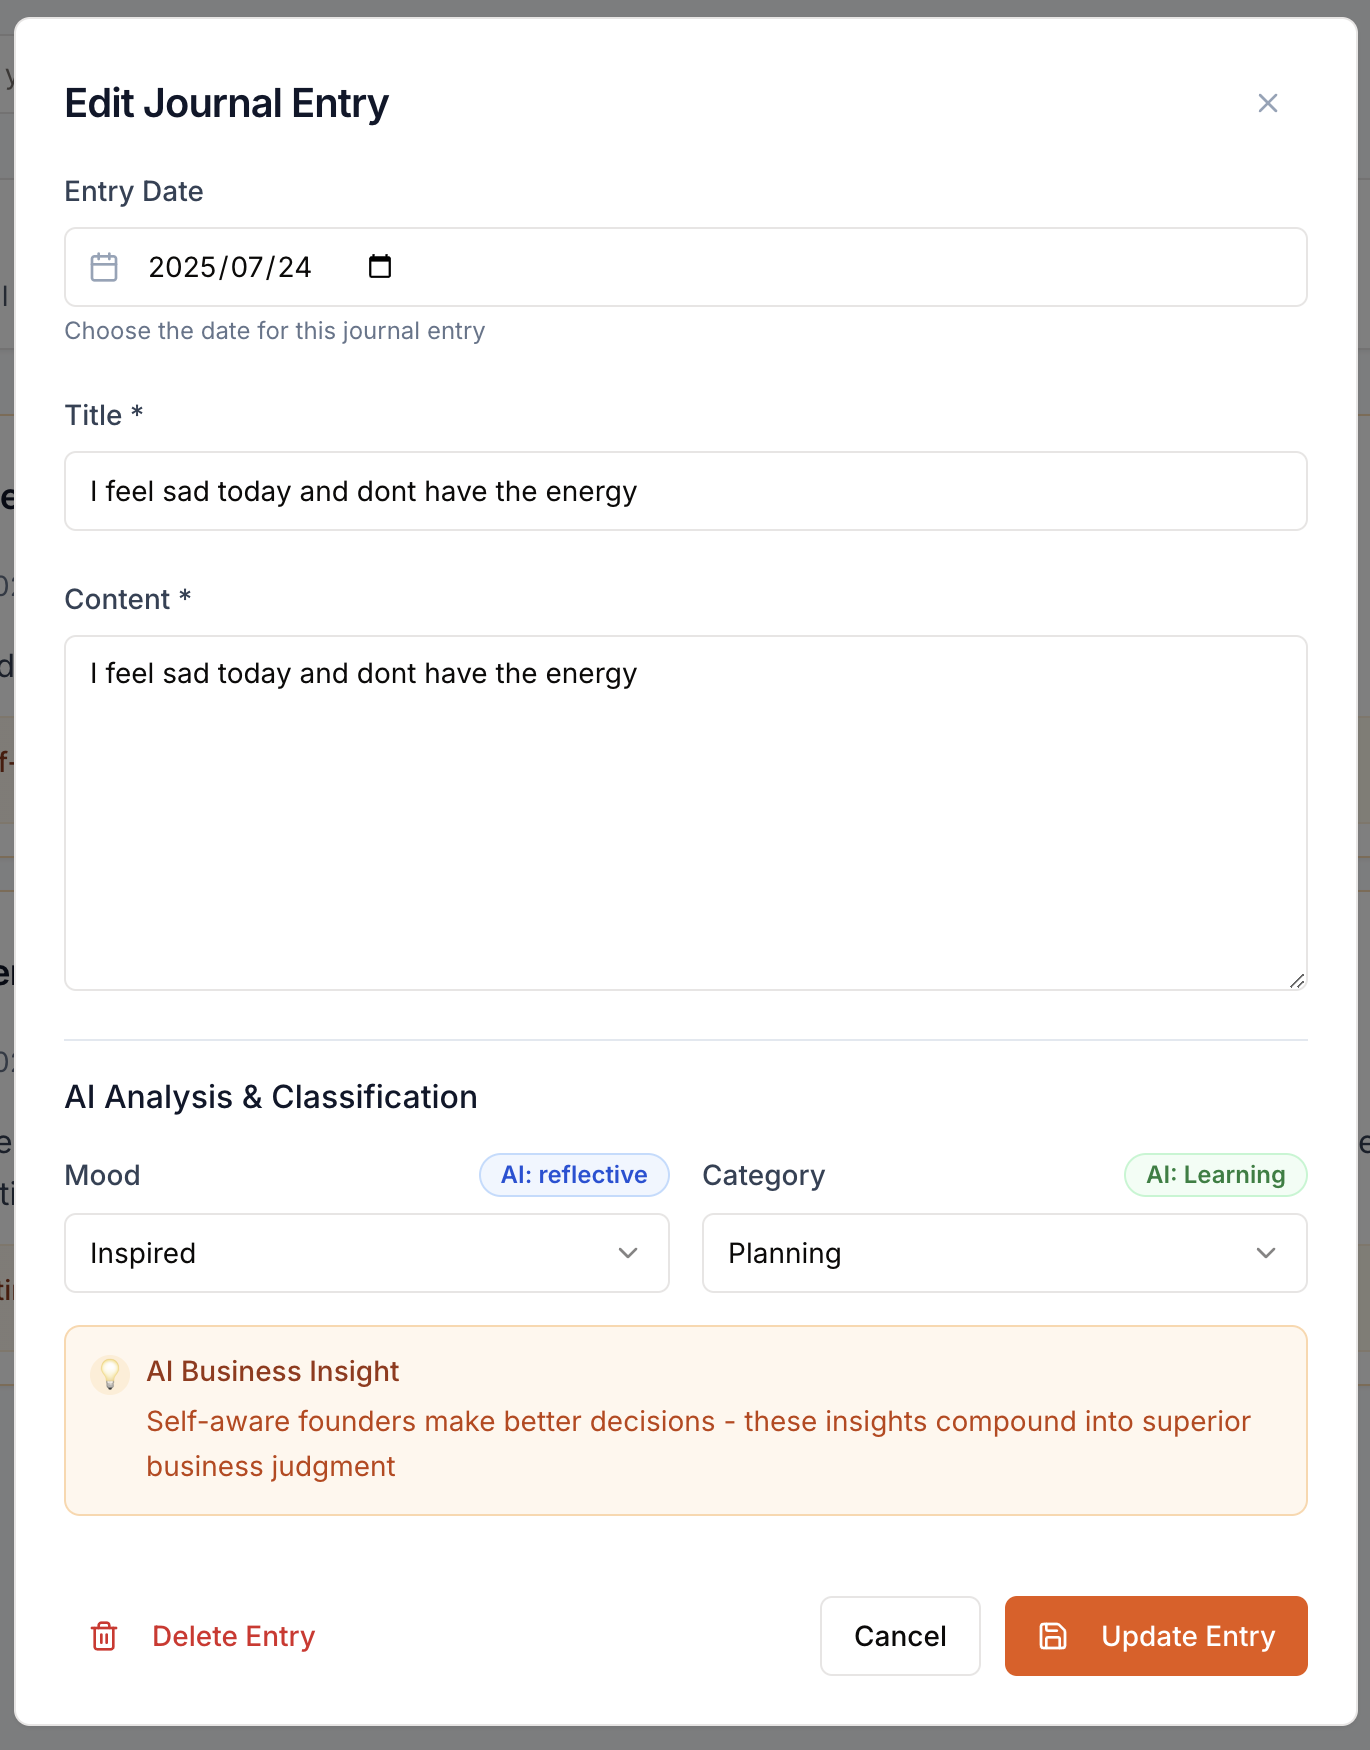 Edit Journal Entry
Entry Date
2025/07/24
Choose the date for this journal entry
Title *
I feel sad today and dont have the energy
Content *
I feel sad today and dont have the energy
AI Analysis & Classification
Mood
AI: reflective
Category
AI: Learning
Inspired
Planning
AI Business Insight
Self-aware founders make better decisions - these insights compound into superior
business judgment
Delete Entry
Cancel
Update Entry